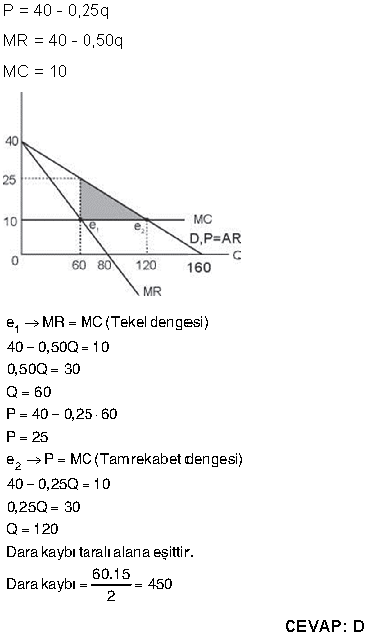 P = 40 - 0,25q
MR = 40 - 0,50q
MC = 10
40
25
10
MC
e₁
e₂
D,P=AR
0
60
80
120
160
Q
MR
e₁ → MR = MC (Tekel dengesi)
40 – 0,50Q = 10
0,50Q = 30
Q = 60
P = 40 – 0,25 · 60
P = 25
e₂ → P = MC (Tam rekabet dengesi)
40 – 0,25Q = 10
0,25Q = 30
Q = 120
Dara kaybı taralı alana eşittir.
Dara kaybı = 60.15 / 2 = 450
CEVAP: D